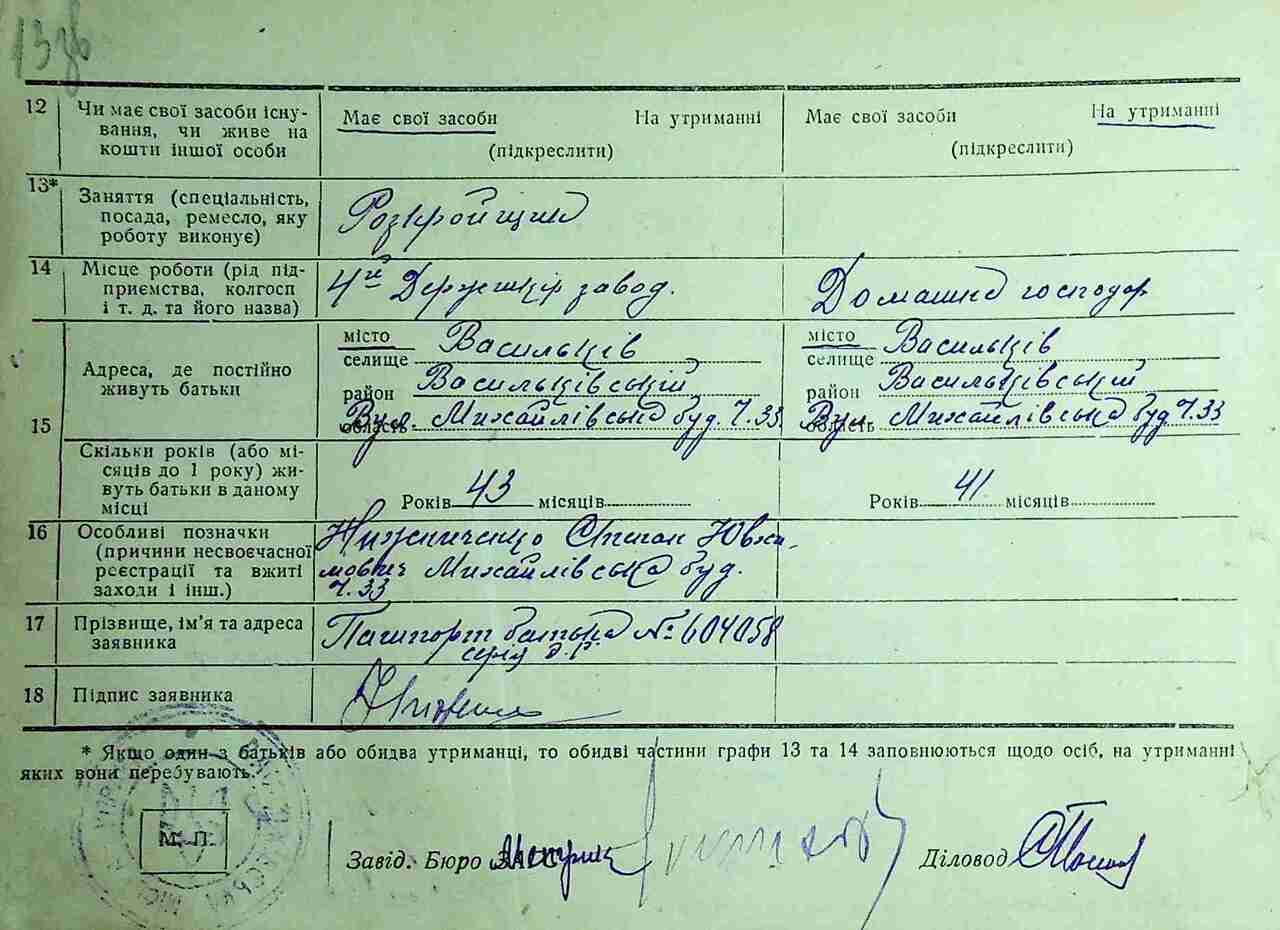 13зв
12 Чи має свої засоби існу-
вання, чи живе на
кошти іншої особи
Має свої засоби На утриманні
(підкреслити)
Має свої засоби На утриманні
(підкреслити)
13* Заняття (спеціальність,
посада, ремесло, яку
роботу виконує)
Розкройщик
14 Місце роботи (рід під-
приємства, колгосп
і т. д. та його назва)
4й Держшкір завод.
Домашнє господар
15 Адреса, де постійно
живуть батьки
місто Васильків
селище
район Васильківський
область Вул. Михайлівська буд. Ч. 33
місто Васильків
селище
район Васильківський
область Вул. Михайлівська буд. Ч. 33
Скільки років (або мі-
сяців до 1 року) жи-
вуть батьки в даному
місці
Років 43 місяців
Років 41 місяців
16 Особливі позначки
(причини несвоєчасної
реєстрації та вжиті
заходи і інш.)
Степан Южи-
мович Михайлівська буд.
Ч. 33
17 Прізвище, ім'я та адреса
заявника
Пашпорт батька № 604058
серія
18 Підпис заявника
* Якщо один з батьків або обидва утриманці, то обидві частини графи 13 та 14 заповнюються щодо осіб, на утриманні
яких вони перебувають.
М. П.
Завід. Бюро ЗАГС
Діловод